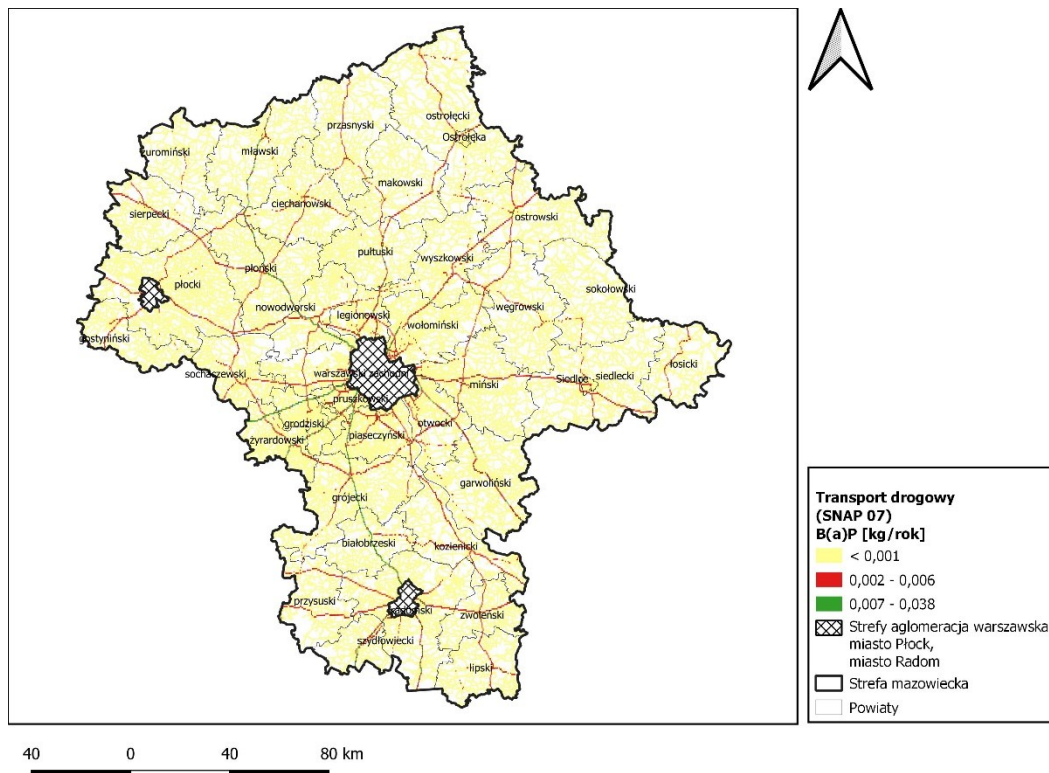 ostrołęcki
Ostrołęka
przasnyski
żuromiński
mławski
makowski
ciechanowski
sierpecki
ostrowski
pułtuski
wyszkowski
płoński
sokołowski
płocki
nowodworski
węgrowski
legionowski
wołomiński
gostyniński
łosicki
sochaczewski
warszawski zachodni
Siedlce
siedlecki
miński
pruszkowski
grodziski
otwocki
piaseczyński
żyrardowski
garwoliński
grójecki
białobrzeski
kozienicki
przysuski
zwoleński
szydłowiecki
lipski
Transport drogowy
(SNAP 07)
B(a)P [kg/rok]
< 0,001
0,002 - 0,006
0,007 - 0,038
Strefy aglomeracja warszawska
miasto Płock,
miasto Radom
Strefa mazowiecka
Powiaty
40 0 40 80 km